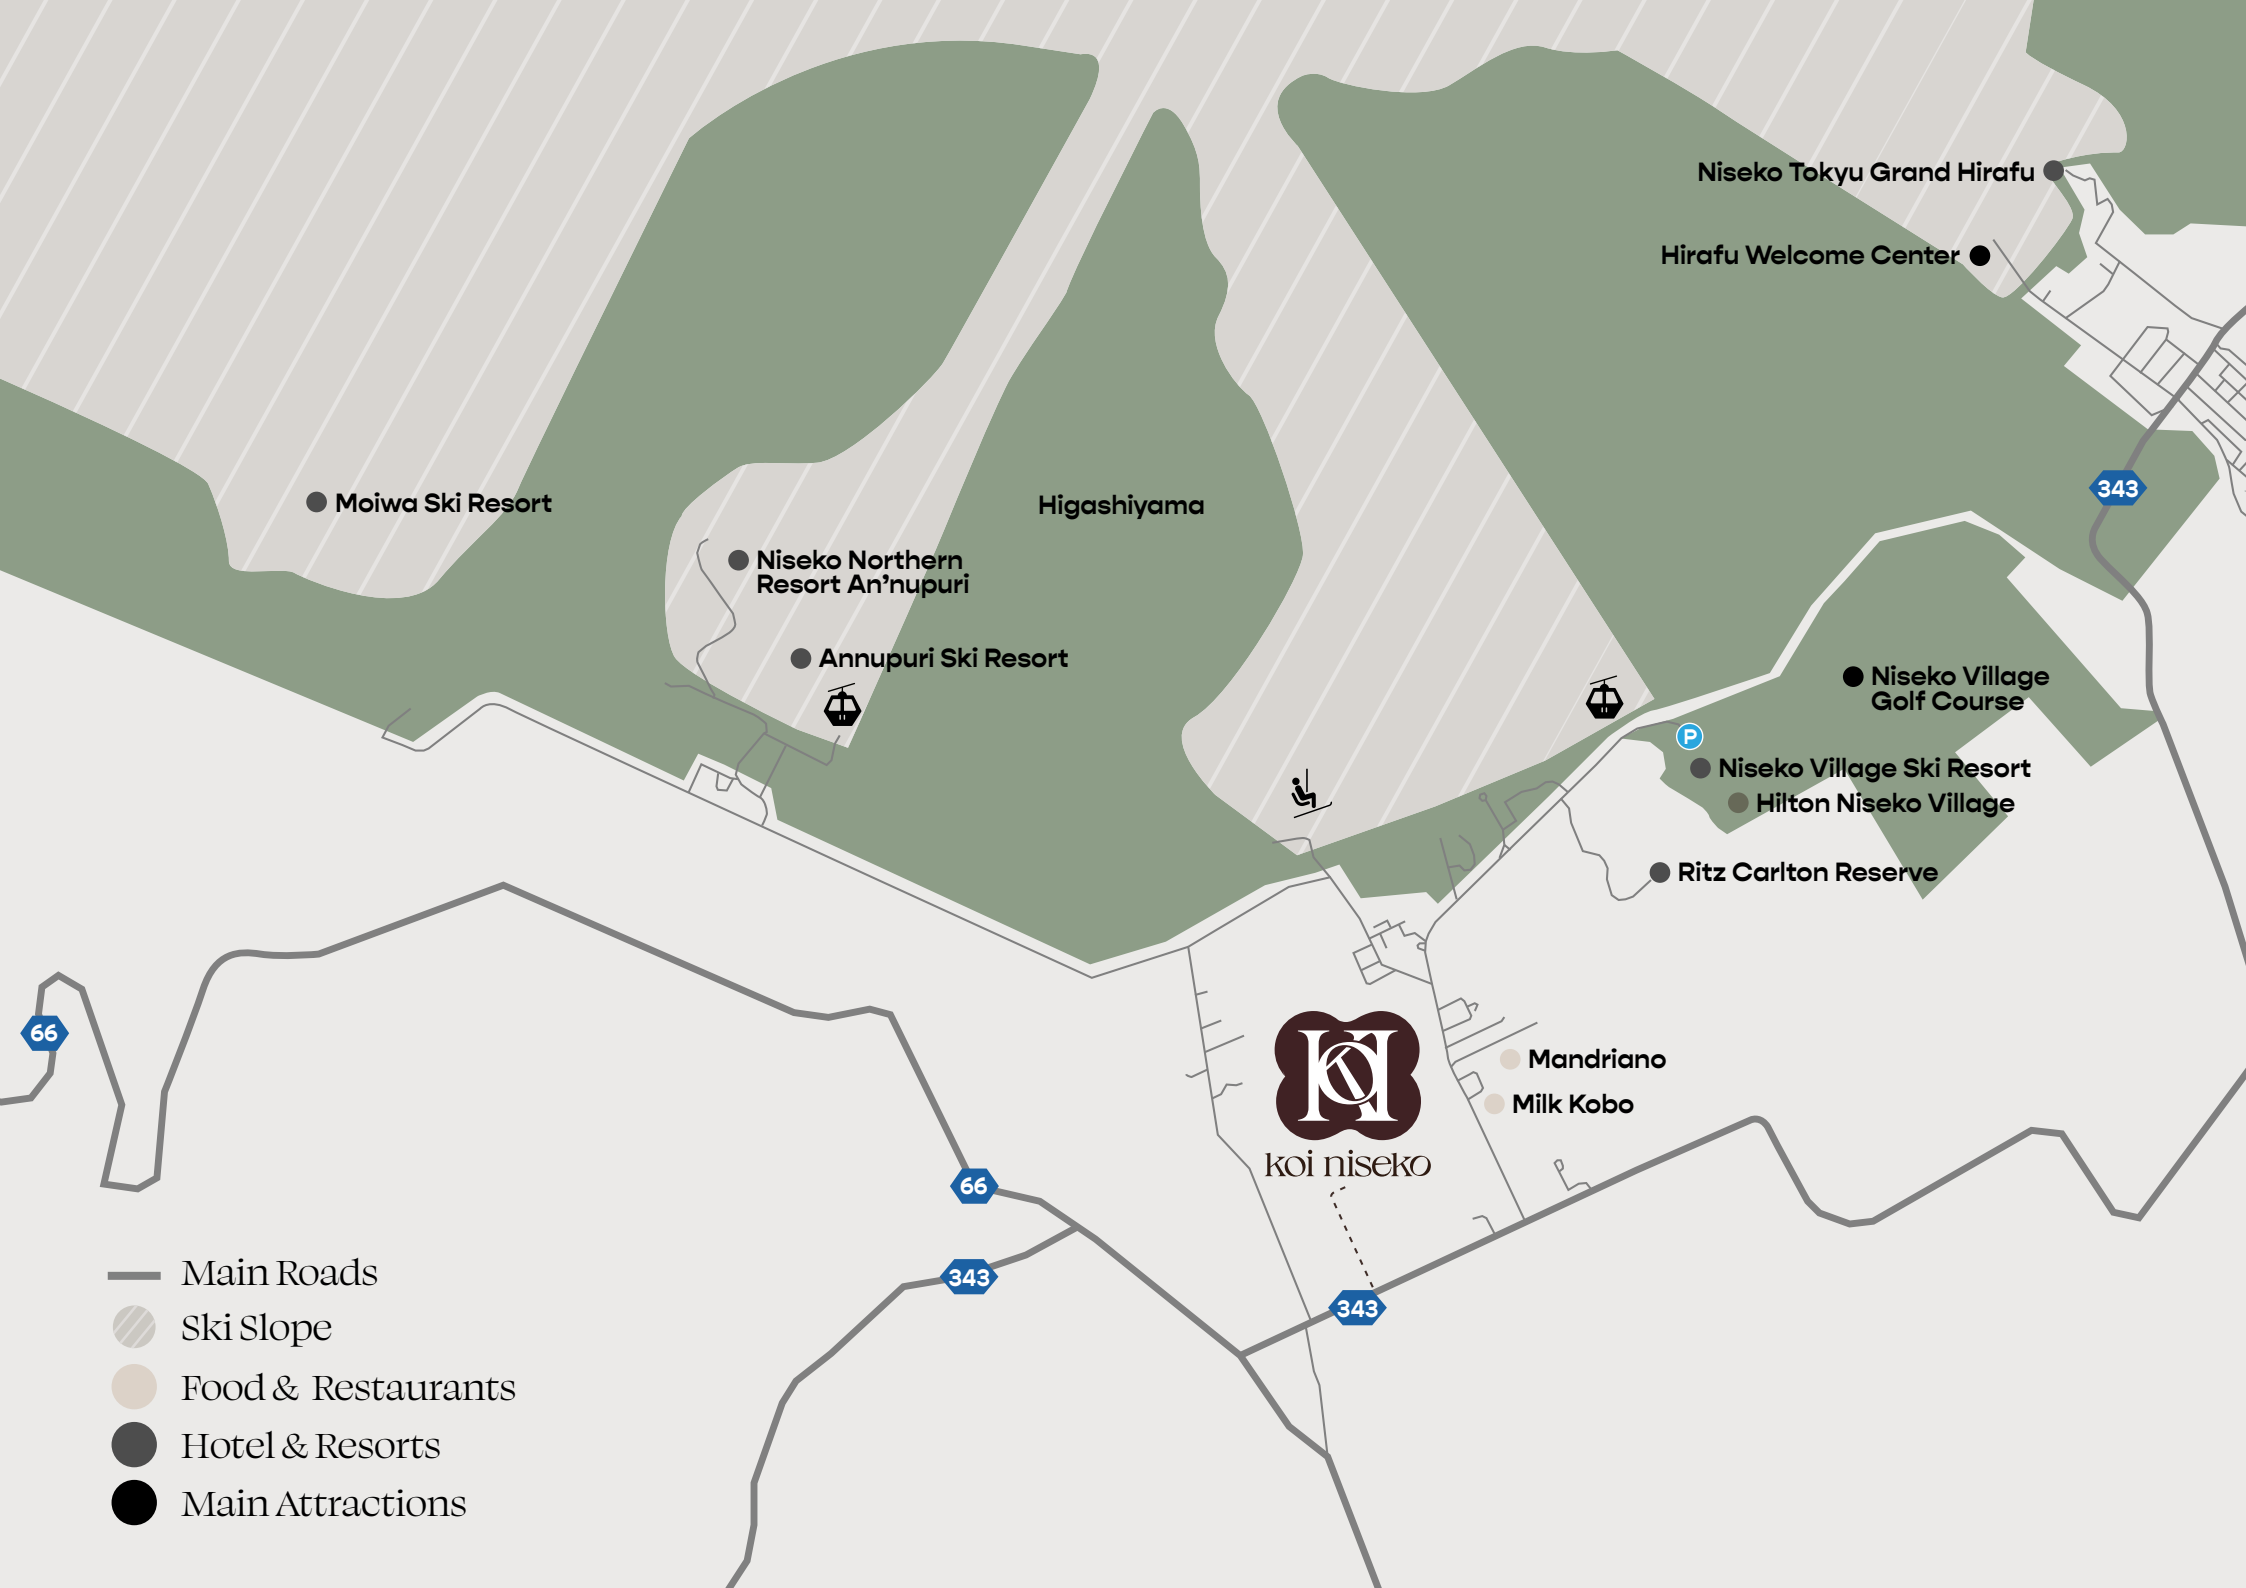 Niseko Tokyu Grand Hirafu
Hirafu Welcome Center
343
Moiwa Ski Resort
Higashiyama
Niseko Northern
Resort An’nupuri
Annupuri Ski Resort
Niseko Village
Golf Course
P
Niseko Village Ski Resort
Hilton Niseko Village
Ritz Carlton Reserve
66
KOI
koi niseko
Mandriano
Milk Kobo
66
343
343
Main Roads
Ski Slope
Food & Restaurants
Hotel & Resorts
Main Attractions